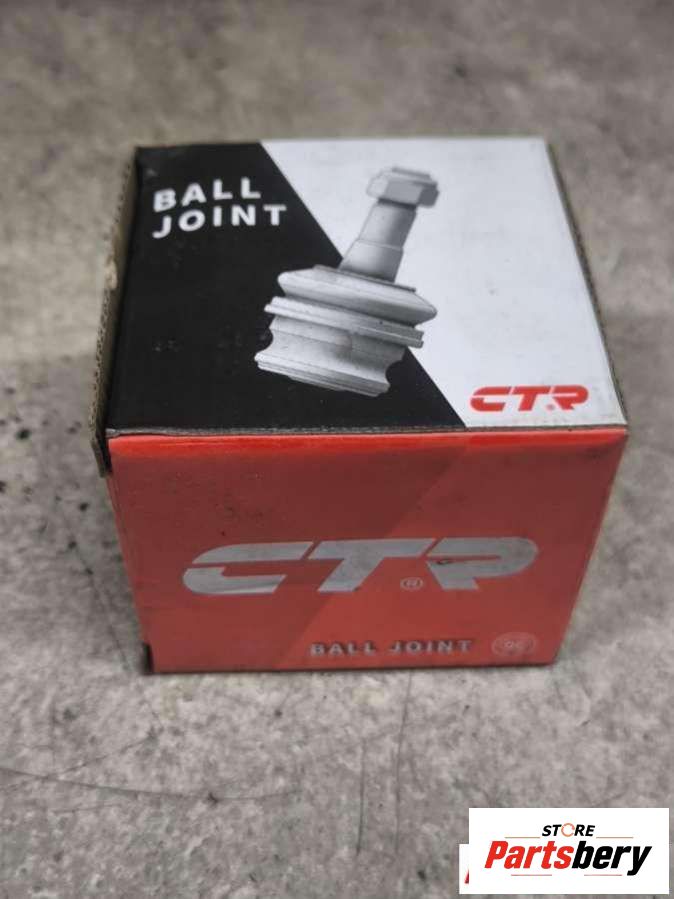 BALL
JOINT
CTR
CTR
®
BALL JOINT
STORE
Partsbery